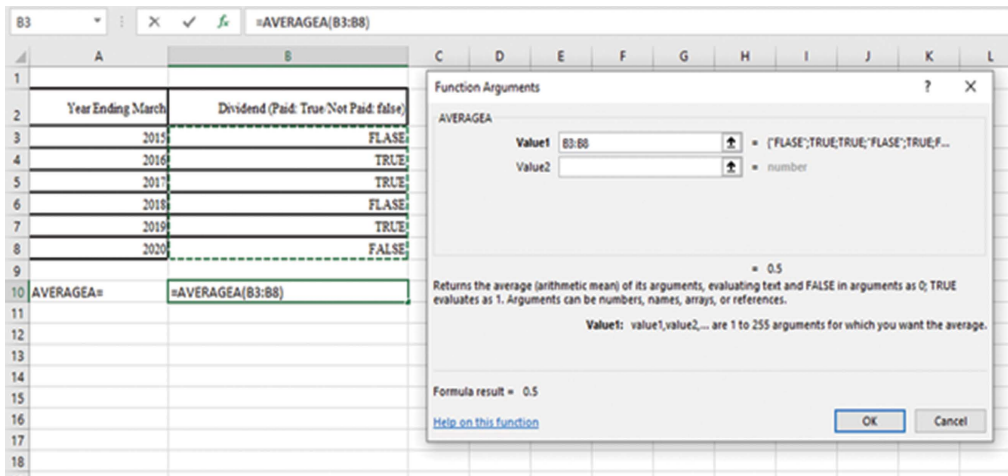 B3 =AVERAGEA(B3:B8)
A B C D E F G H I J K L
1
2 Year Ending March Dividend (Paid: True/Not Paid: false)
3 2015 FLASE
4 2016 TRUE
5 2017 TRUE
6 2018 FLASE
7 2019 TRUE
8 2020 FALSE
9
10 AVERAGEA= =AVERAGEA(B3:B8)
11
12
13
14
15
16
17
18
Function Arguments ? X
AVERAGEA
Value1 B3:B8 = {"FLASE";TRUE;TRUE;"FLASE";TRUE;F...
Value2 = number
= 0.5
Returns the average (arithmetic mean) of its arguments, evaluating text and FALSE in arguments as 0; TRUE
evaluates as 1. Arguments can be numbers, names, arrays, or references.
Value1: value1,value2,... are 1 to 255 arguments for which you want the average.
Formula result = 0.5
Help on this function
OK Cancel